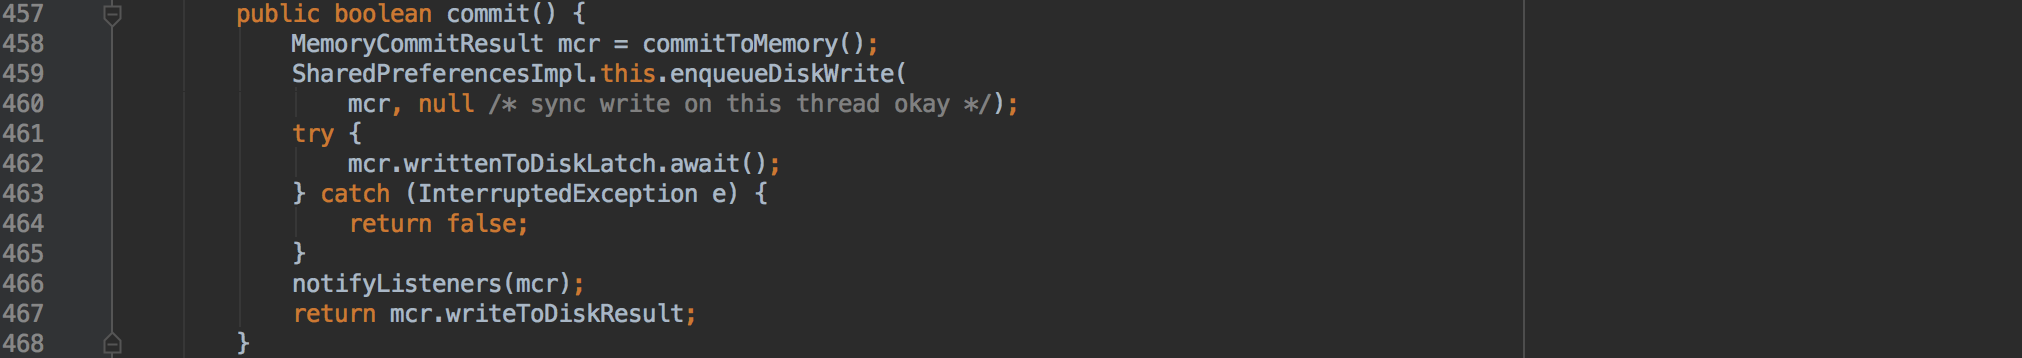 457 public boolean commit() {
458 MemoryCommitResult mcr = commitToMemory();
459 SharedPreferencesImpl.this.enqueueDiskWrite(
460 mcr, null /* sync write on this thread okay */);
461 try {
462 mcr.writtenToDiskLatch.await();
463 } catch (InterruptedException e) {
464 return false;
465 }
466 notifyListeners(mcr);
467 return mcr.writeToDiskResult;
468 }